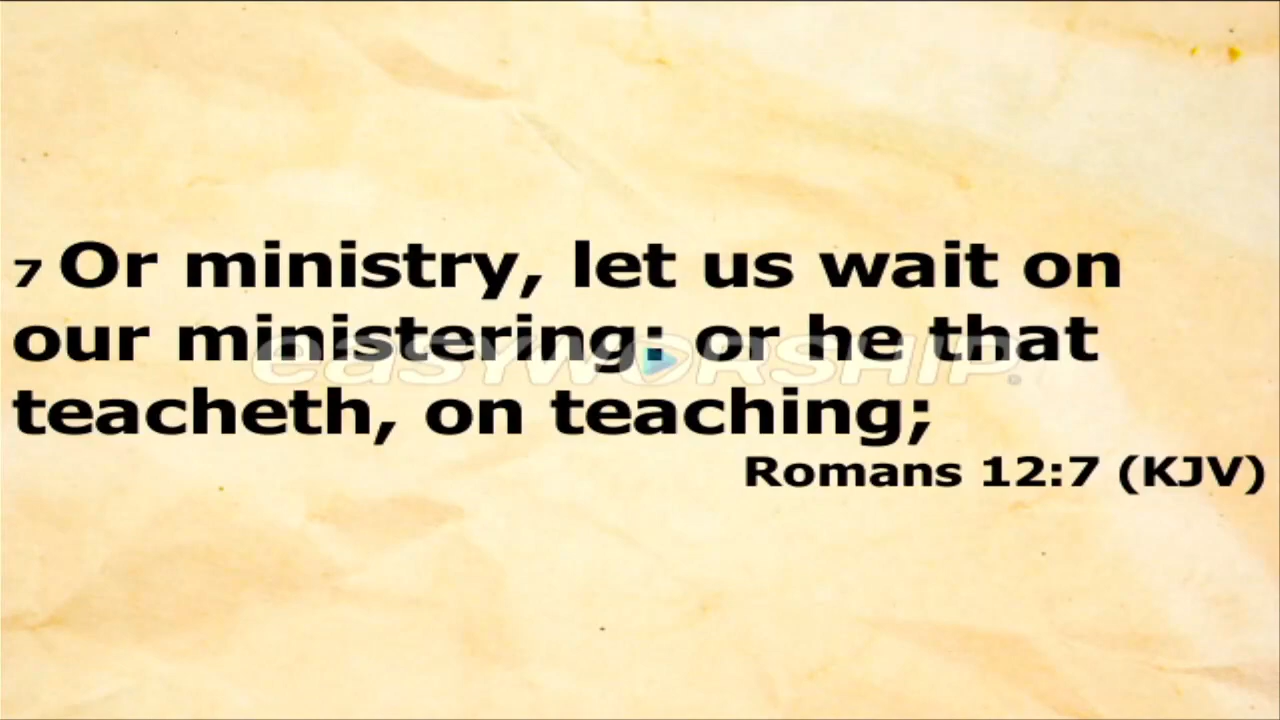 7 Or ministry, let us wait on
our ministering: or he that
easyworship
teacheth, on teaching;
Romans 12:7 (KJV)